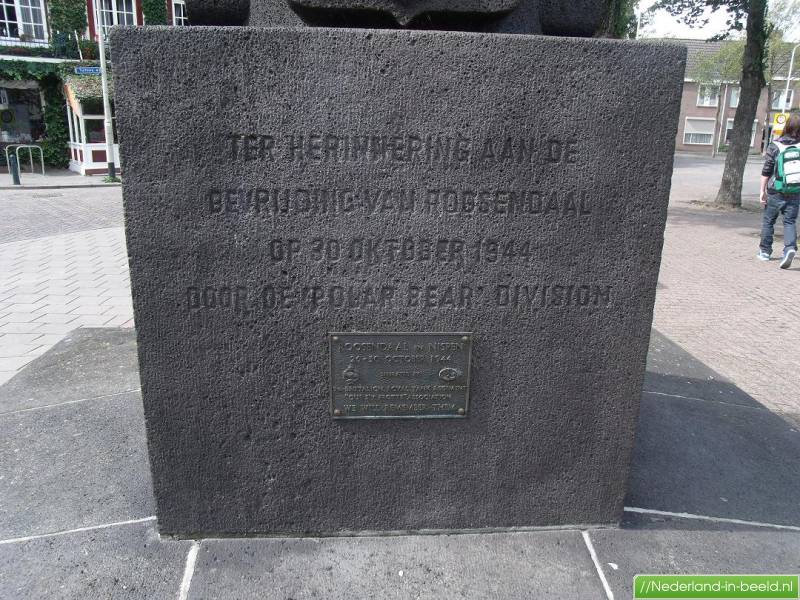 TER HERINNERING AAN DE
BEVRIJDING VAN ROOSENDAAL
OP 30 OKTOBER 1944
DOOR DE 'POLAR BEAR' DIVISION
ROOSENDAAL EN NISPEN
26-30 OCTOBER 1944
WE WILL REMEMBER THEM
//Nederland-in-beeld.nl